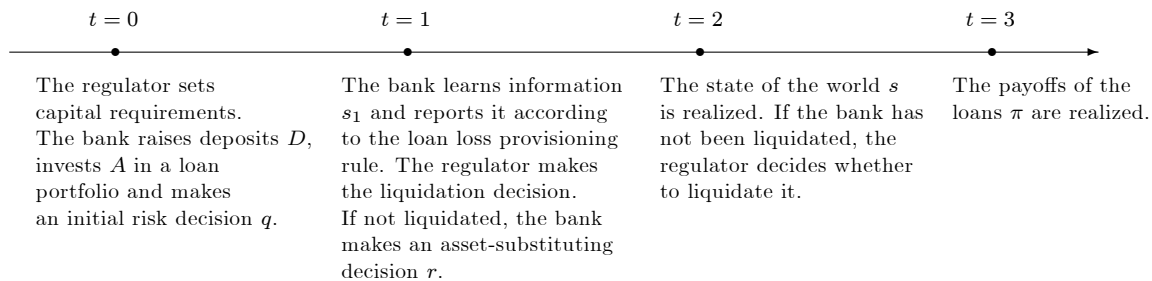 t = 0
t = 1
t = 2
t = 3
The regulator sets
capital requirements.
The bank raises deposits D,
invests A in a loan
portfolio and makes
an initial risk decision q.
The bank learns information
s₁ and reports it according
to the loan loss provisioning
rule. The regulator makes
the liquidation decision.
If not liquidated, the bank
makes an asset-substituting
decision r.
The state of the world s
is realized. If the bank has
not been liquidated, the
regulator decides whether
to liquidate it.
The payoffs of the
loans π are realized.